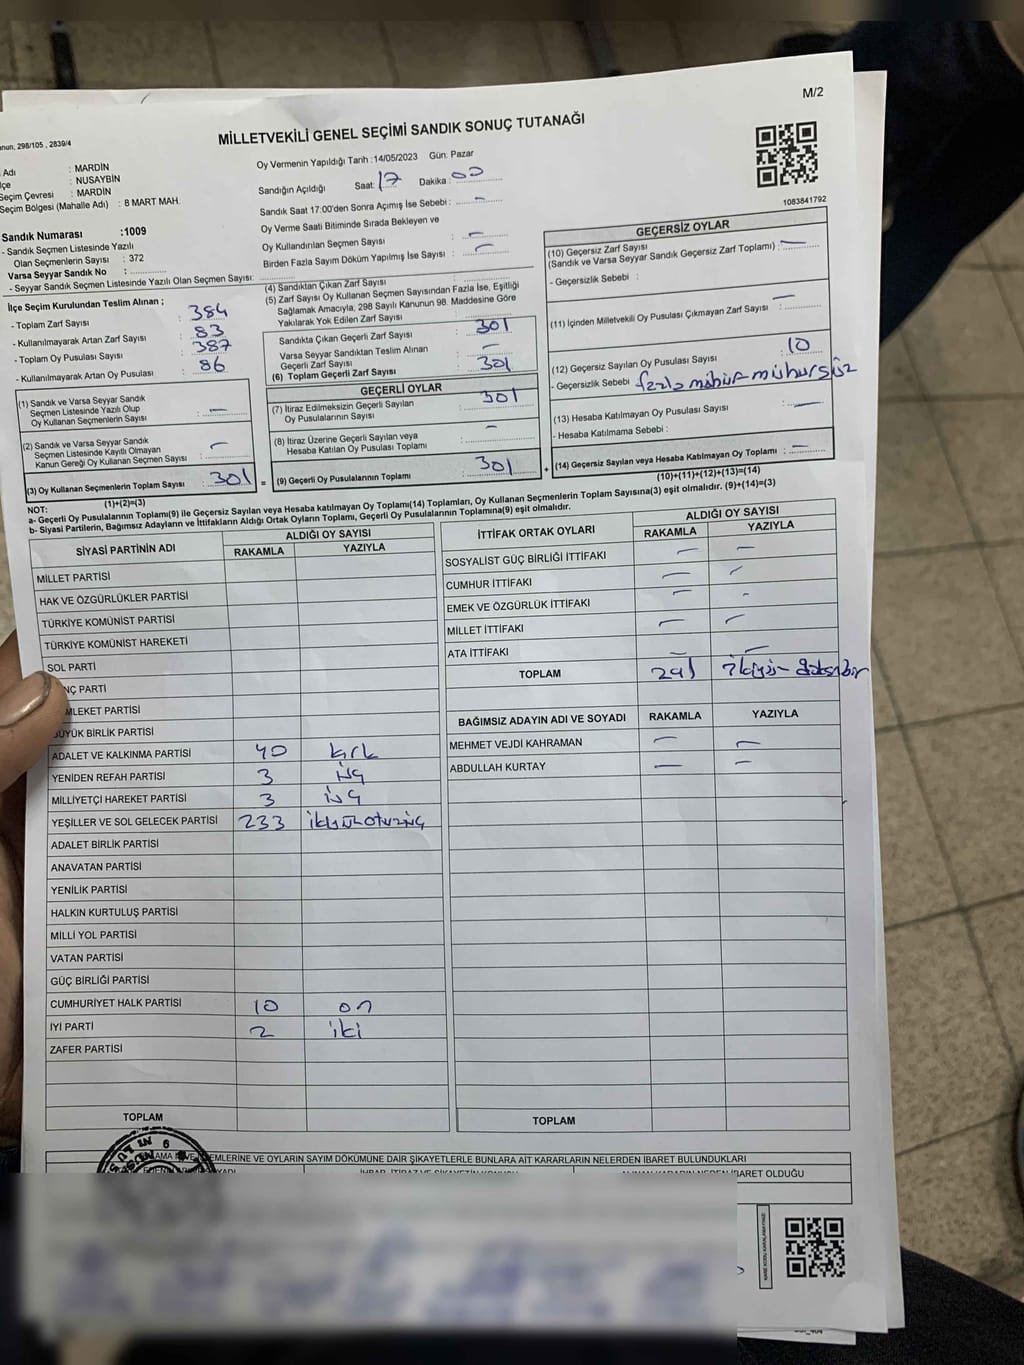 M/2
MİLLETVEKİLİ GENEL SEÇİMİ SANDIK SONUÇ TUTANAĞI
298/105 , 2839/4
Adı : MARDİN
: NUSAYBİN
Seçim Çevresi : MARDİN
Seçim Bölgesi (Mahalle Adı) : 8 MART MAH.
Oy Vermenin Yapıldığı Tarih :14/05/2023 Gün. Pazar
Sandığın Açıldığı Saat: 17 Dakika : 00
Sandık Saat 17:00'den Sonra Açımış İse Sebebi : –
Oy Verme Saati Bitiminde Sırada Bekleyen ve
Oy Kullandırılan Seçmen Sayısı : –
Birden Fazla Sayım Döküm Yapılmış İse Sayısı : –
1083841792
Sandık Numarası :1009
- Sandık Seçmen Listesinde Yazılı
Olan Seçmenlerin Sayısı : 372
Varsa Seyyar Sandık No :
- Seyyar Sandık Seçmen Listesinde Yazılı Olan Seçmen Sayısı:
İlçe Seçim Kurulundan Teslim Alınan ;
- Toplam Zarf Sayısı : 384
- Kullanılmayarak Artan Zarf Sayısı : 83
- Toplam Oy Pusulası Sayısı : 387
- Kullanılmayarak Artan Oy Pusulası : 86
(1) Sandık ve Varsa Seyyar Sandık
Seçmen Listesinde Yazılı Olup
Oy Kullanan Seçmenlerin Sayısı : –
(2) Sandık ve Varsa Seyyar Sandık
Seçmen Listesinde Kayıtlı Olmayan
Kanun Gereği Oy Kullanan Seçmen Sayısı : –
(3) Oy Kullanan Seçmenlerin Toplam Sayısı : 301 =
(1)+(2)=(3)
(4) Sandıktan Çıkan Zarf Sayısı :
(5) Zarf Sayısı Oy Kullanan Seçmen Sayısından Fazla İse, Eşitliği
Sağlamak Amacıyla, 298 Sayılı Kanunun 98. Maddesine Göre
Yakılarak Yok Edilen Zarf Sayısı
Sandıkta Çıkan Geçerli Zarf Sayısı : 301
Varsa Seyyar Sandıktan Teslim Alınan
Geçerli Zarf Sayısı : –
(6) Toplam Geçerli Zarf Sayısı : 301
GEÇERLİ OYLAR
(7) İtiraz Edilmeksizin Geçerli Sayılan
Oy Pusulalarının Sayısı : 301
(8) İtiraz Üzerine Geçerli Sayılan veya
Hesaba Katılan Oy Pusulası Toplamı : –
(9) Geçerli Oy Pusulalarının Toplamı : 301 +
GEÇERSİZ OYLAR
(10) Geçersiz Zarf Sayısı
(Sandık ve Varsa Seyyar Sandık Geçersiz Zarf Toplamı) : –
- Geçersizlik Sebebi :
(11) İçinden Milletvekili Oy Pusulası Çıkmayan Zarf Sayısı : –
(12) Geçersiz Sayılan Oy Pusulası Sayısı : 10
- Geçersizlik Sebebi : fazla mühür mühürsüz
(13) Hesaba Katılmayan Oy Pusulası Sayısı : –
- Hesaba Katılmama Sebebi :
(14) Geçersiz Sayılan veya Hesaba Katılmayan Oy Toplamı : –
(10)+(11)+(12)+(13)=(14)
NOT:
a- Geçerli Oy Pusulalarının Toplamı(9) ile Geçersiz Sayılan veya Hesaba katılmayan Oy Toplamı(14) Toplamları, Oy Kullanan Seçmenlerin Toplam Sayısına(3) eşit olmalıdır. (9)+(14)=(3)
b- Siyasi Partilerin, Bağımsız Adayların ve İttifakların Aldığı Ortak Oyların Toplamı, Geçerli Oy Pusulalarının Toplamına(9) eşit olmalıdır.
SİYASİ PARTİNİN ADI ALDIĞI OY SAYISI
RAKAMLA YAZIYLA
MİLLET PARTİSİ
HAK VE ÖZGÜRLÜKLER PARTİSİ
TÜRKİYE KOMÜNİST PARTİSİ
TÜRKİYE KOMÜNİST HAREKETİ
SOL PARTİ
NÇ PARTİ
MLEKET PARTİSİ
BÜYÜK BİRLİK PARTİSİ
ADALET VE KALKINMA PARTİSİ 40 kırk
YENİDEN REFAH PARTİSİ 3 üç
MİLLİYETÇİ HAREKET PARTİSİ 3 üç
YEŞİLLER VE SOL GELECEK PARTİSİ 233 ikiyüzotuzüç
ADALET BİRLİK PARTİSİ
ANAVATAN PARTİSİ
YENİLİK PARTİSİ
HALKIN KURTULUŞ PARTİSİ
MİLLİ YOL PARTİSİ
VATAN PARTİSİ
GÜÇ BİRLİĞİ PARTİSİ
CUMHURİYET HALK PARTİSİ 10 on
İYİ PARTİ 2 iki
ZAFER PARTİSİ
TOPLAM
İTTİFAK ORTAK OYLARI ALDIĞI OY SAYISI
RAKAMLA YAZIYLA
SOSYALİST GÜÇ BİRLİĞİ İTTİFAKI – –
CUMHUR İTTİFAKI – –
EMEK VE ÖZGÜRLÜK İTTİFAKI – -
MİLLET İTTİFAKI – –
ATA İTTİFAKI – –
TOPLAM 291
BAĞIMSIZ ADAYIN ADI VE SOYADI RAKAMLA YAZIYLA
MEHMET VEJDİ KAHRAMAN – –
ABDULLAH KURTAY – –
TOPLAM
EMLERİNE VE OYLARIN SAYIM DÖKÜMÜNE DAİR ŞİKAYETLERLE BUNLARA AİT KARARLARIN NELERDEN İBARET BULUNDUKLARI
İBARET OLDUĞU